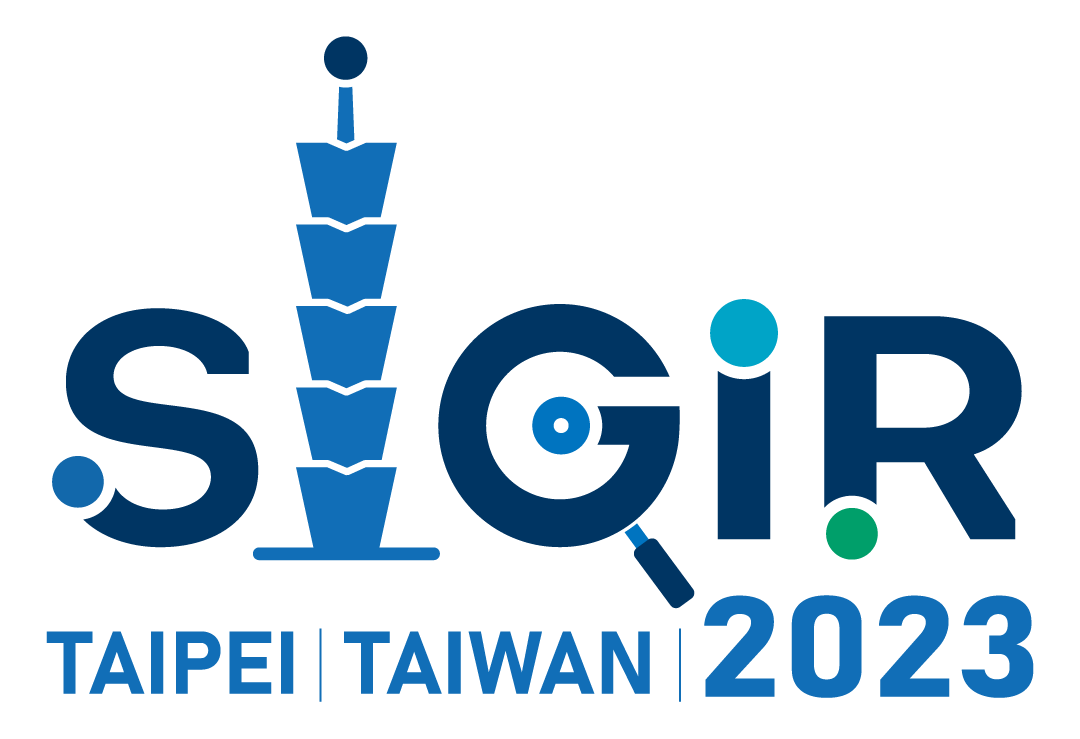 SIGiR
TAIPEI | TAIWAN | 2023